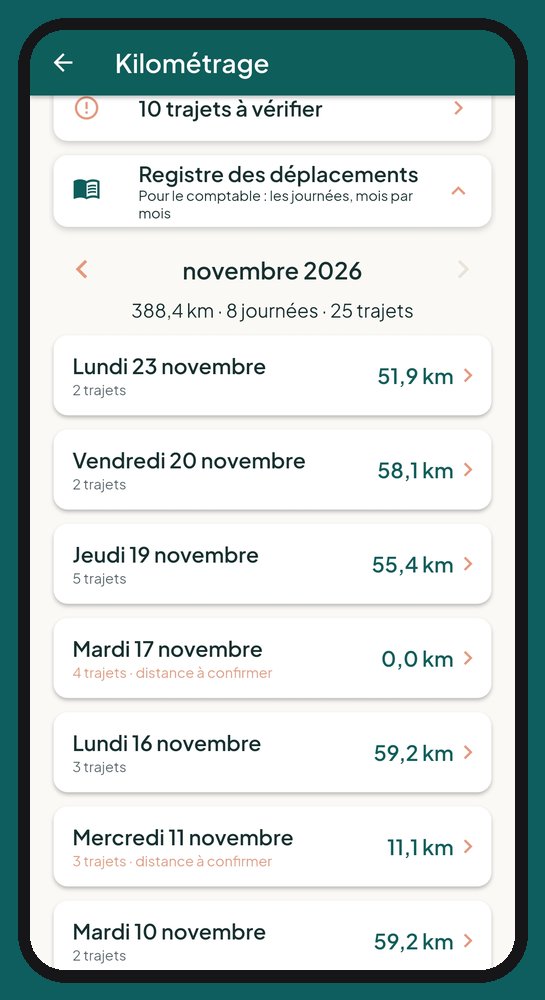 Kilométrage
10 trajets à vérifier
Registre des déplacements
Pour le comptable : les journées, mois par
mois
novembre 2026
388,4 km · 8 journées · 25 trajets
Lundi 23 novembre
51,9 km
2 trajets
Vendredi 20 novembre
58,1 km
2 trajets
Jeudi 19 novembre
55,4 km
5 trajets
Mardi 17 novembre
0,0 km
4 trajets · distance à confirmer
Lundi 16 novembre
59,2 km
3 trajets
Mercredi 11 novembre
11,1 km
3 trajets · distance à confirmer
Mardi 10 novembre
59,2 km
2 trajets